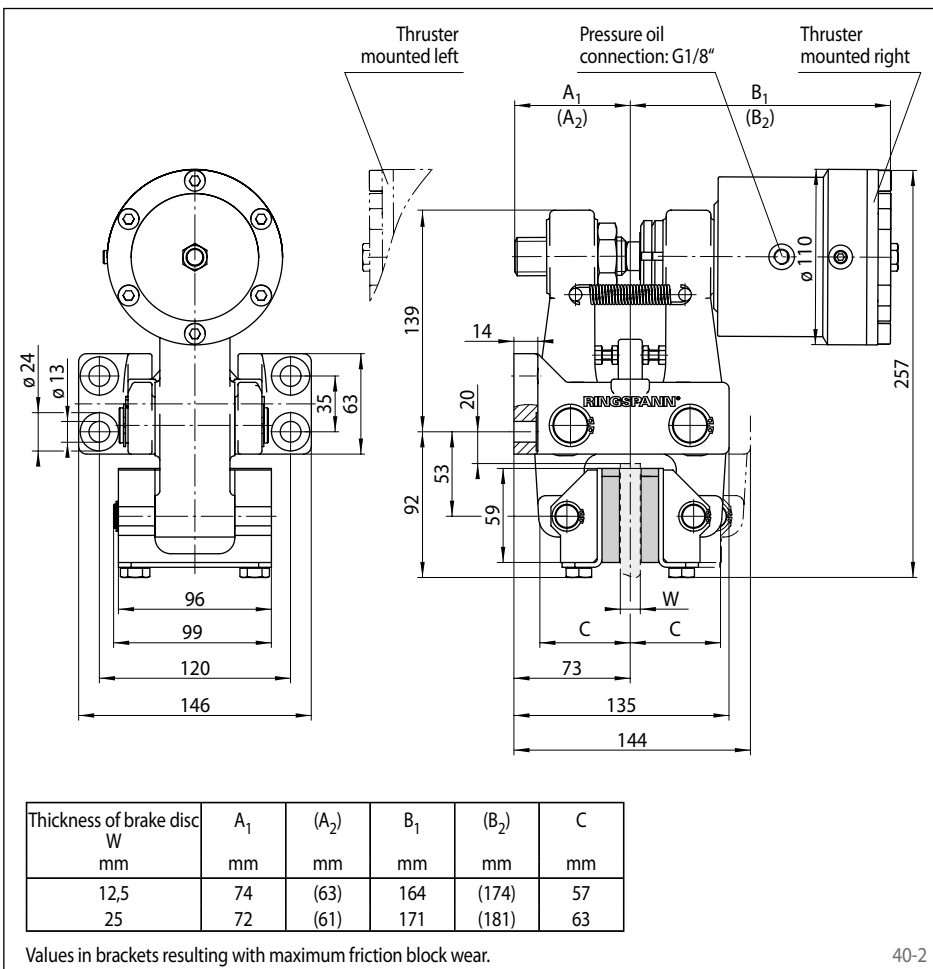 Thruster
mounted left
Pressure oil
connection: G1/8“
Thruster
mounted right
A1
(A2)
B1
(B2)
ø 110
139
14
257
ø 24
ø 13
35
63
20
RINGSPANN®
92
53
59
W
96
C
C
99
73
120
135
146
144
Thickness of brake disc
W
mm
A1
mm
(A2)
mm
B1
mm
(B2)
mm
C
mm
12,5 74 (63) 164 (174) 57
25 72 (61) 171 (181) 63
Values in brackets resulting with maximum friction block wear.
40-2